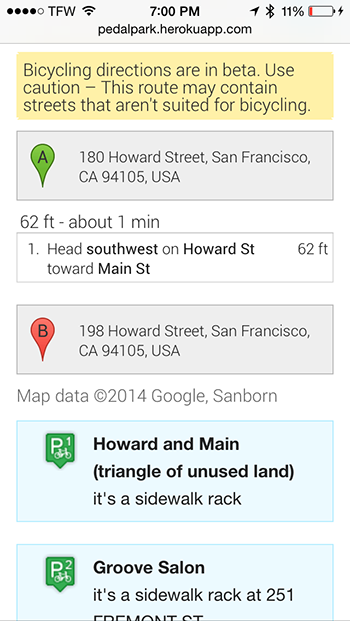 TFW 7:00 PM 11%
pedalpark.herokuapp.com
Bicycling directions are in beta. Use
caution – This route may contain
streets that aren't suited for bicycling.
A 180 Howard Street, San Francisco,
CA 94105, USA
62 ft - about 1 min
1. Head southwest on Howard St 62 ft
toward Main St
B 198 Howard Street, San Francisco,
CA 94105, USA
Map data ©2014 Google, Sanborn
P1 Howard and Main
(triangle of unused land)
it's a sidewalk rack
P2 Groove Salon
it's a sidewalk rack at 251
FREMONT ST